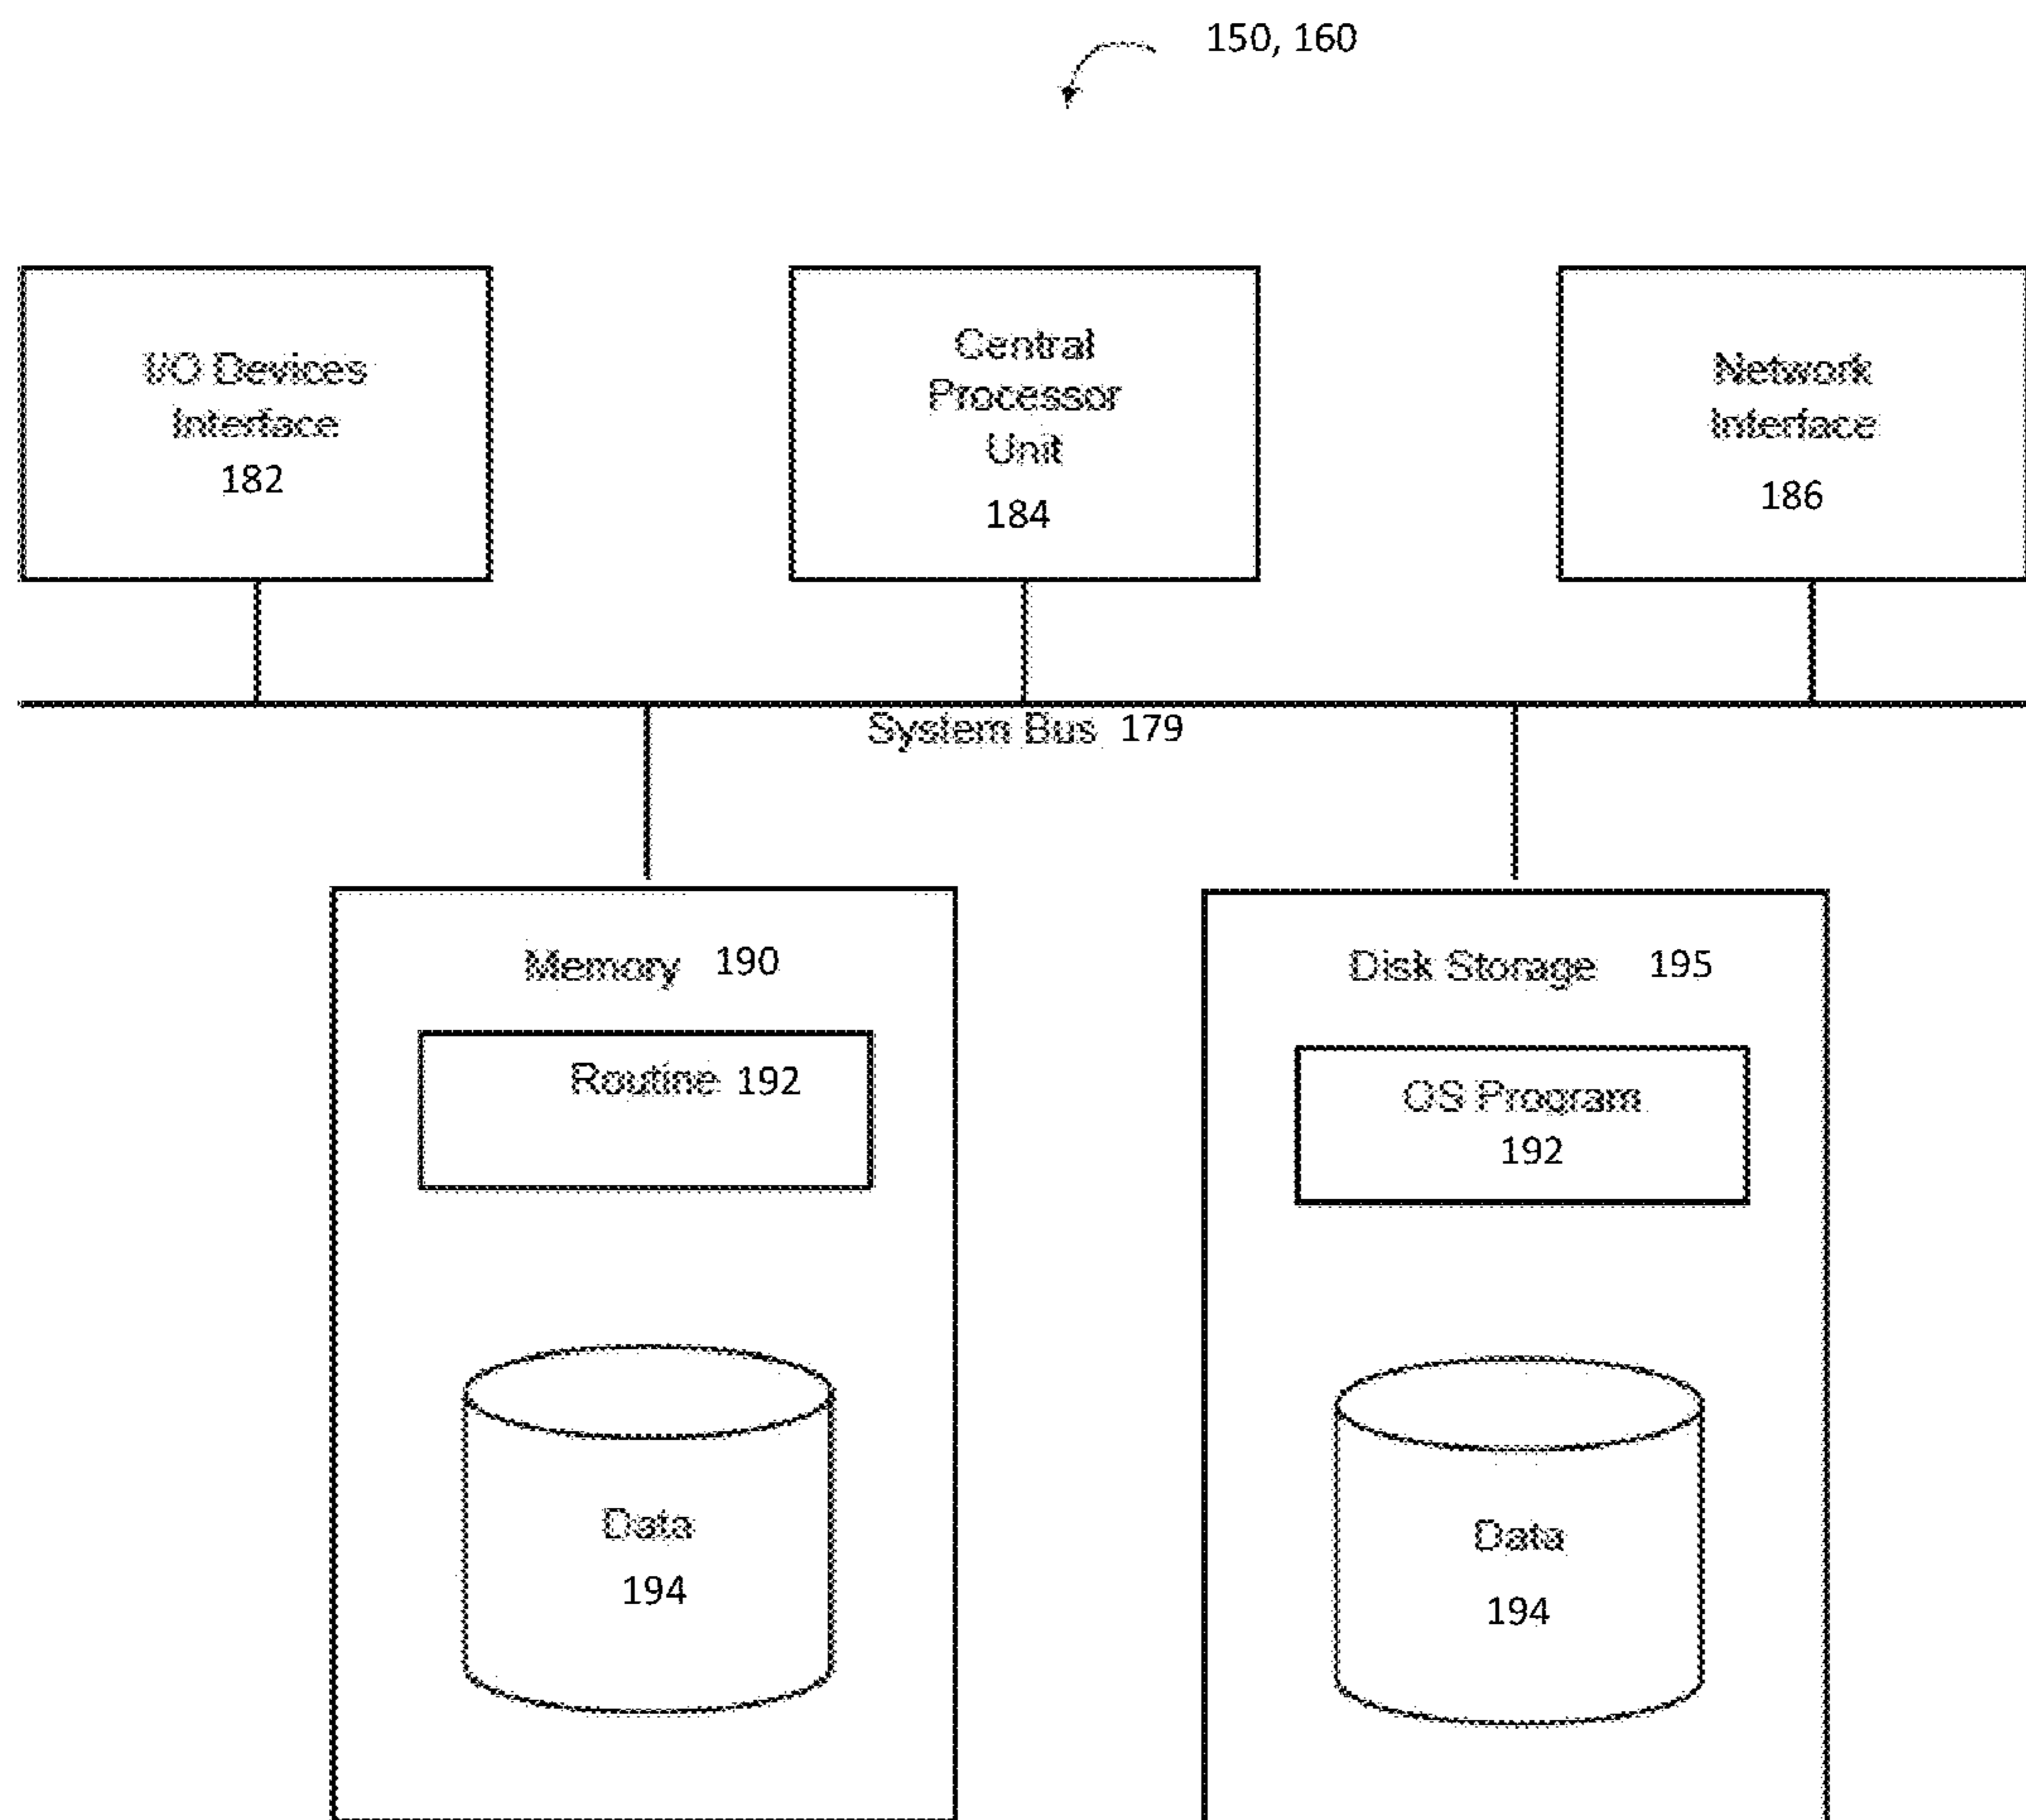 150, 160
I/O Devices
Interface
182
Central
Processor
Unit
184
Network
Interface
186
System Bus 179
Memory 190
Routine 192
Data
194
Disk Storage 195
OS Program
192
Data
194